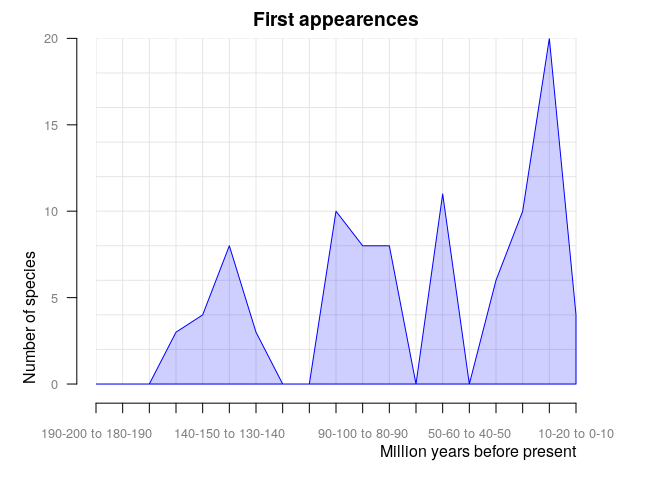 First appearences
20
15
10
5
0
Number of species
190-200 to 180-190 140-150 to 130-140 90-100 to 80-90 50-60 to 40-50 10-20 to 0-10
Million years before present